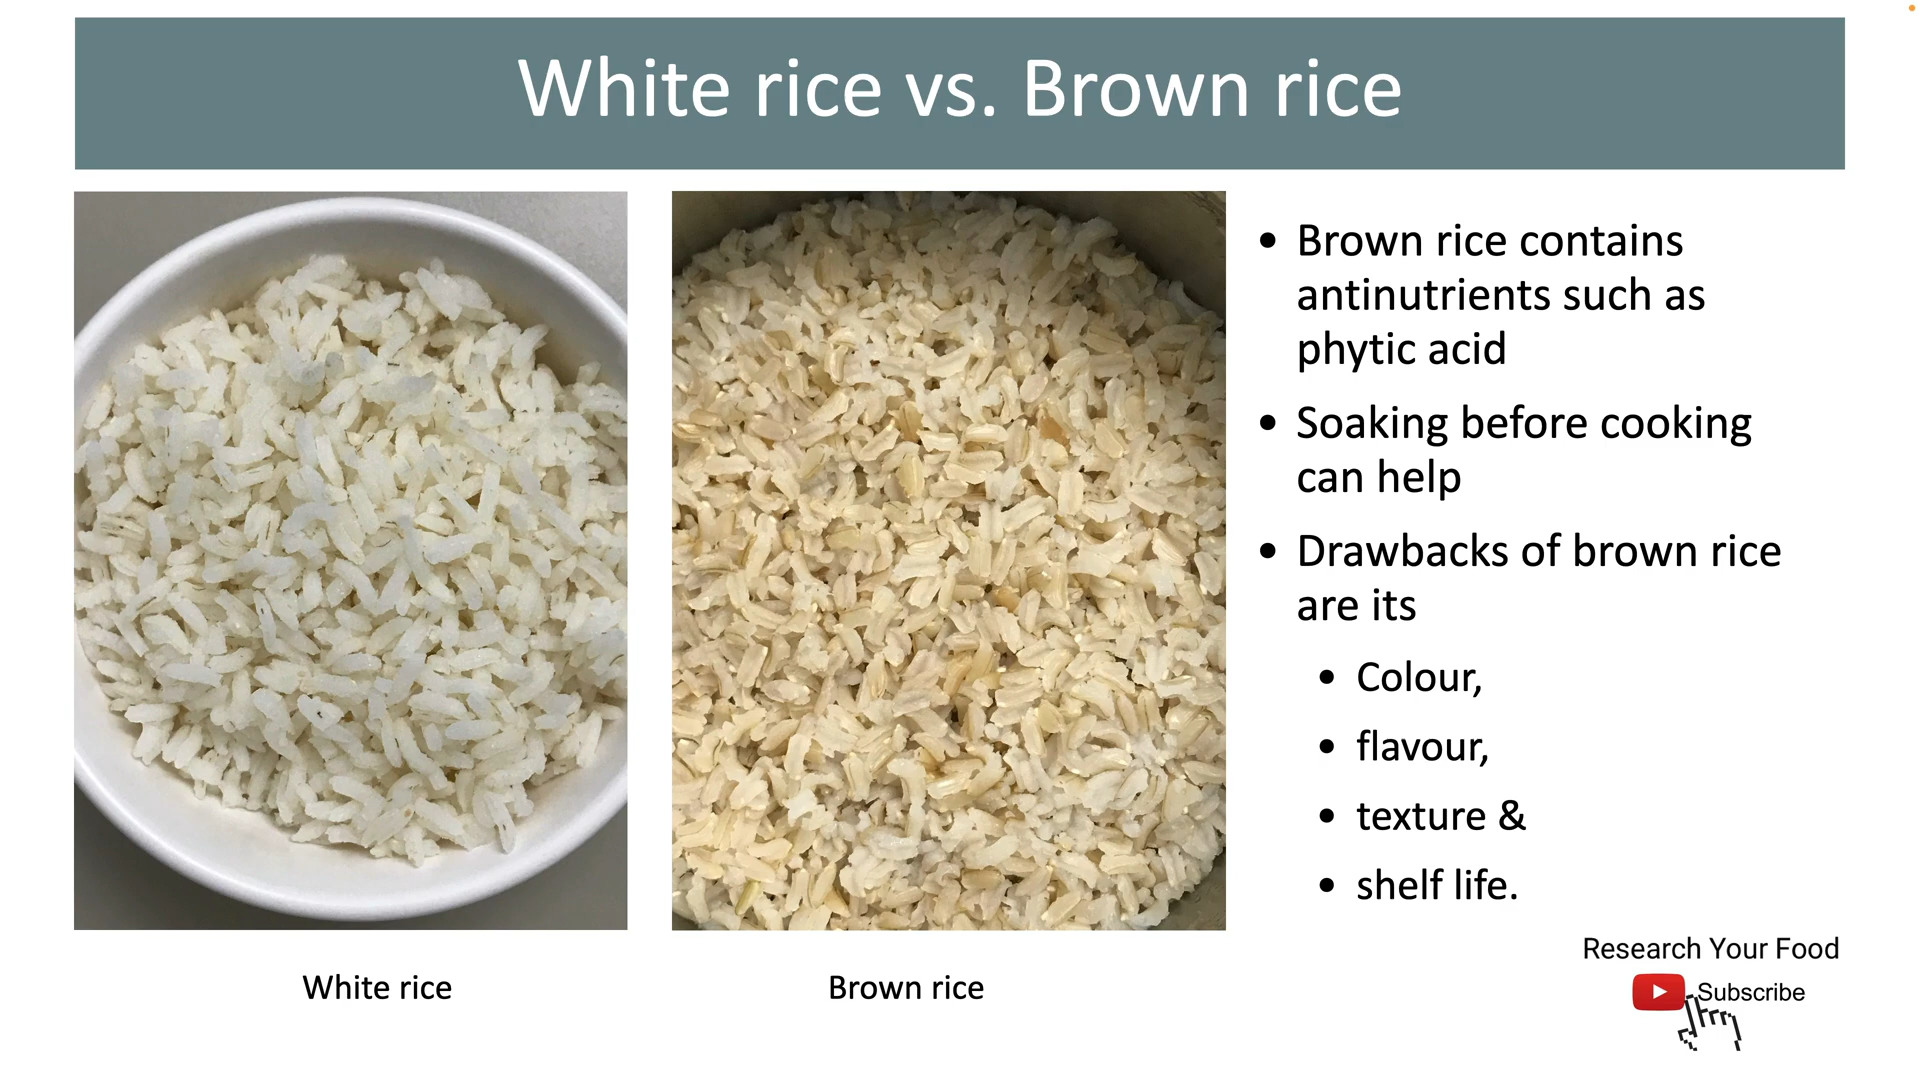 White rice vs. Brown rice
• Brown rice contains
antinutrients such as
phytic acid
• Soaking before cooking
can help
• Drawbacks of brown rice
are its
• Colour,
• flavour,
• texture &
• shelf life.
White rice
Brown rice
Research Your Food
Subscribe